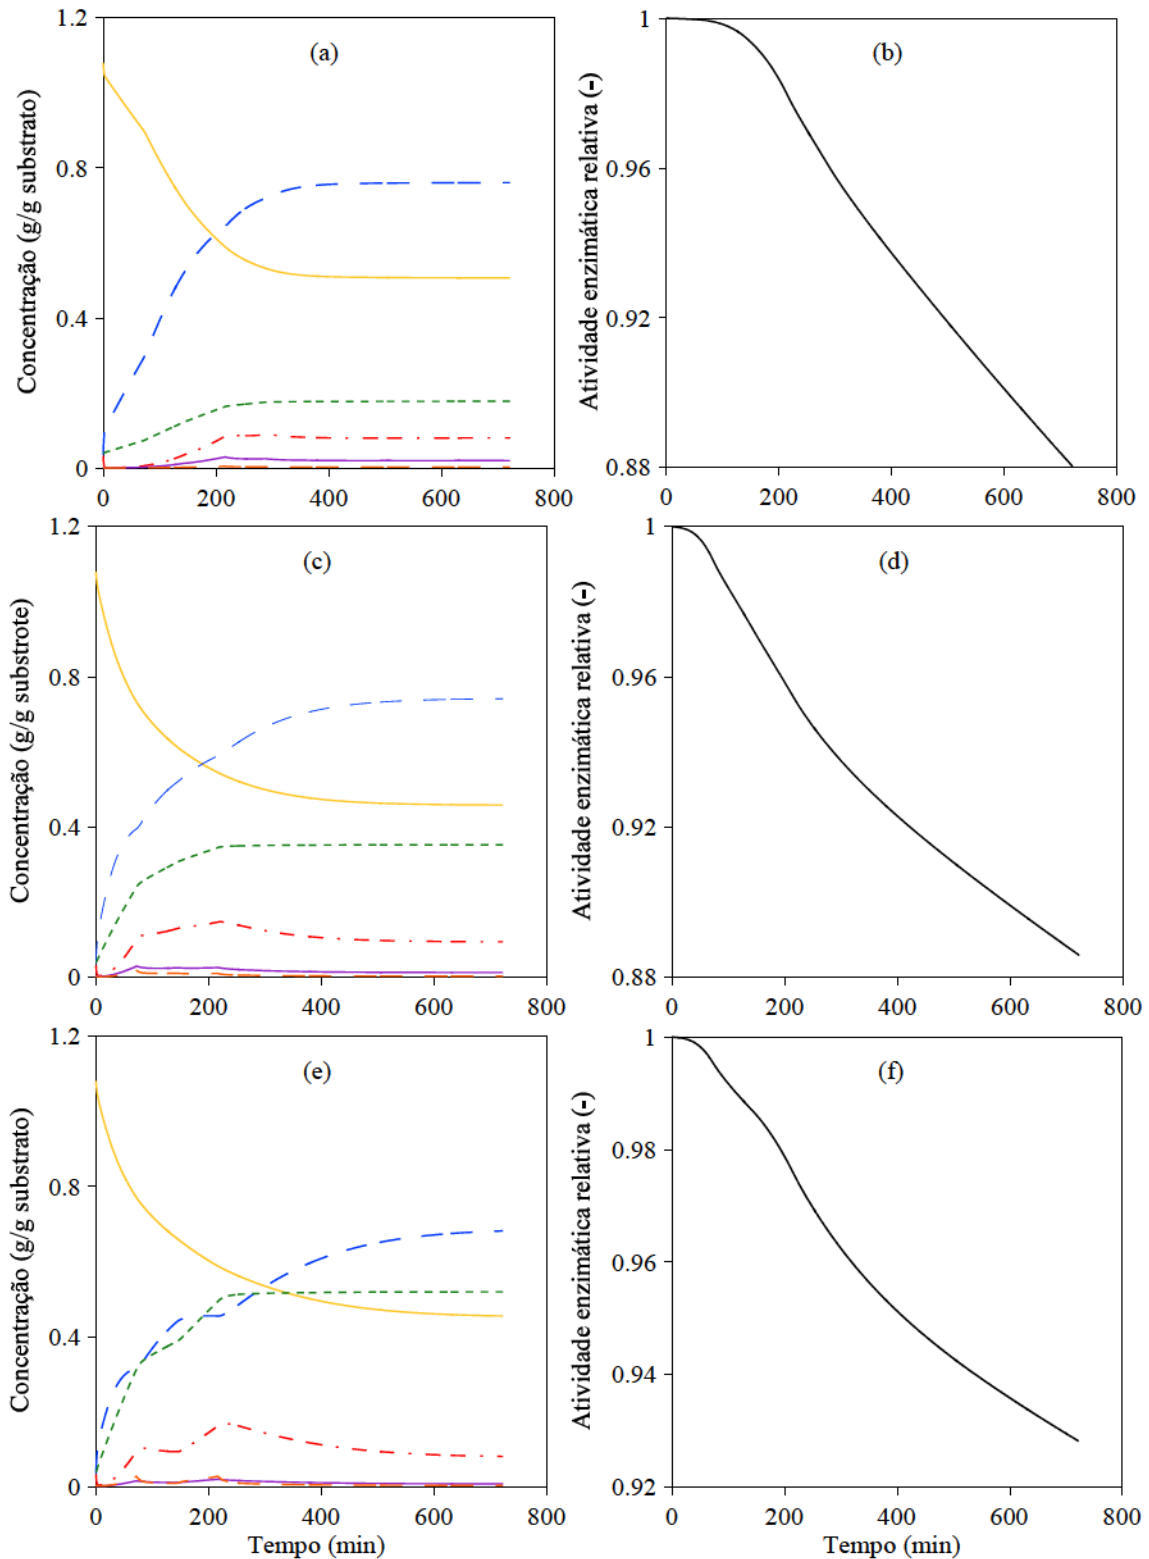 (a)
Concentração (g/g substrato)
1.2
0.8
0.4
0
0 200 400 600 800
(b)
Atividade enzimática relativa (-)
1
0.96
0.92
0.88
0 200 400 600 800
(c)
Concentração (g/g substrote)
1.2
0.8
0.4
0
0 200 400 600 800
(d)
Atividade enzimática relativa (-)
1
0.96
0.92
0.88
0 200 400 600 800
(e)
Concentração (g/g substrato)
1.2
0.8
0.4
0
0 200 400 600 800
Tempo (min)
(f)
Atividade enzimática relativa (-)
1
0.98
0.96
0.94
0.92
0 200 400 600 800
Tempo (min)